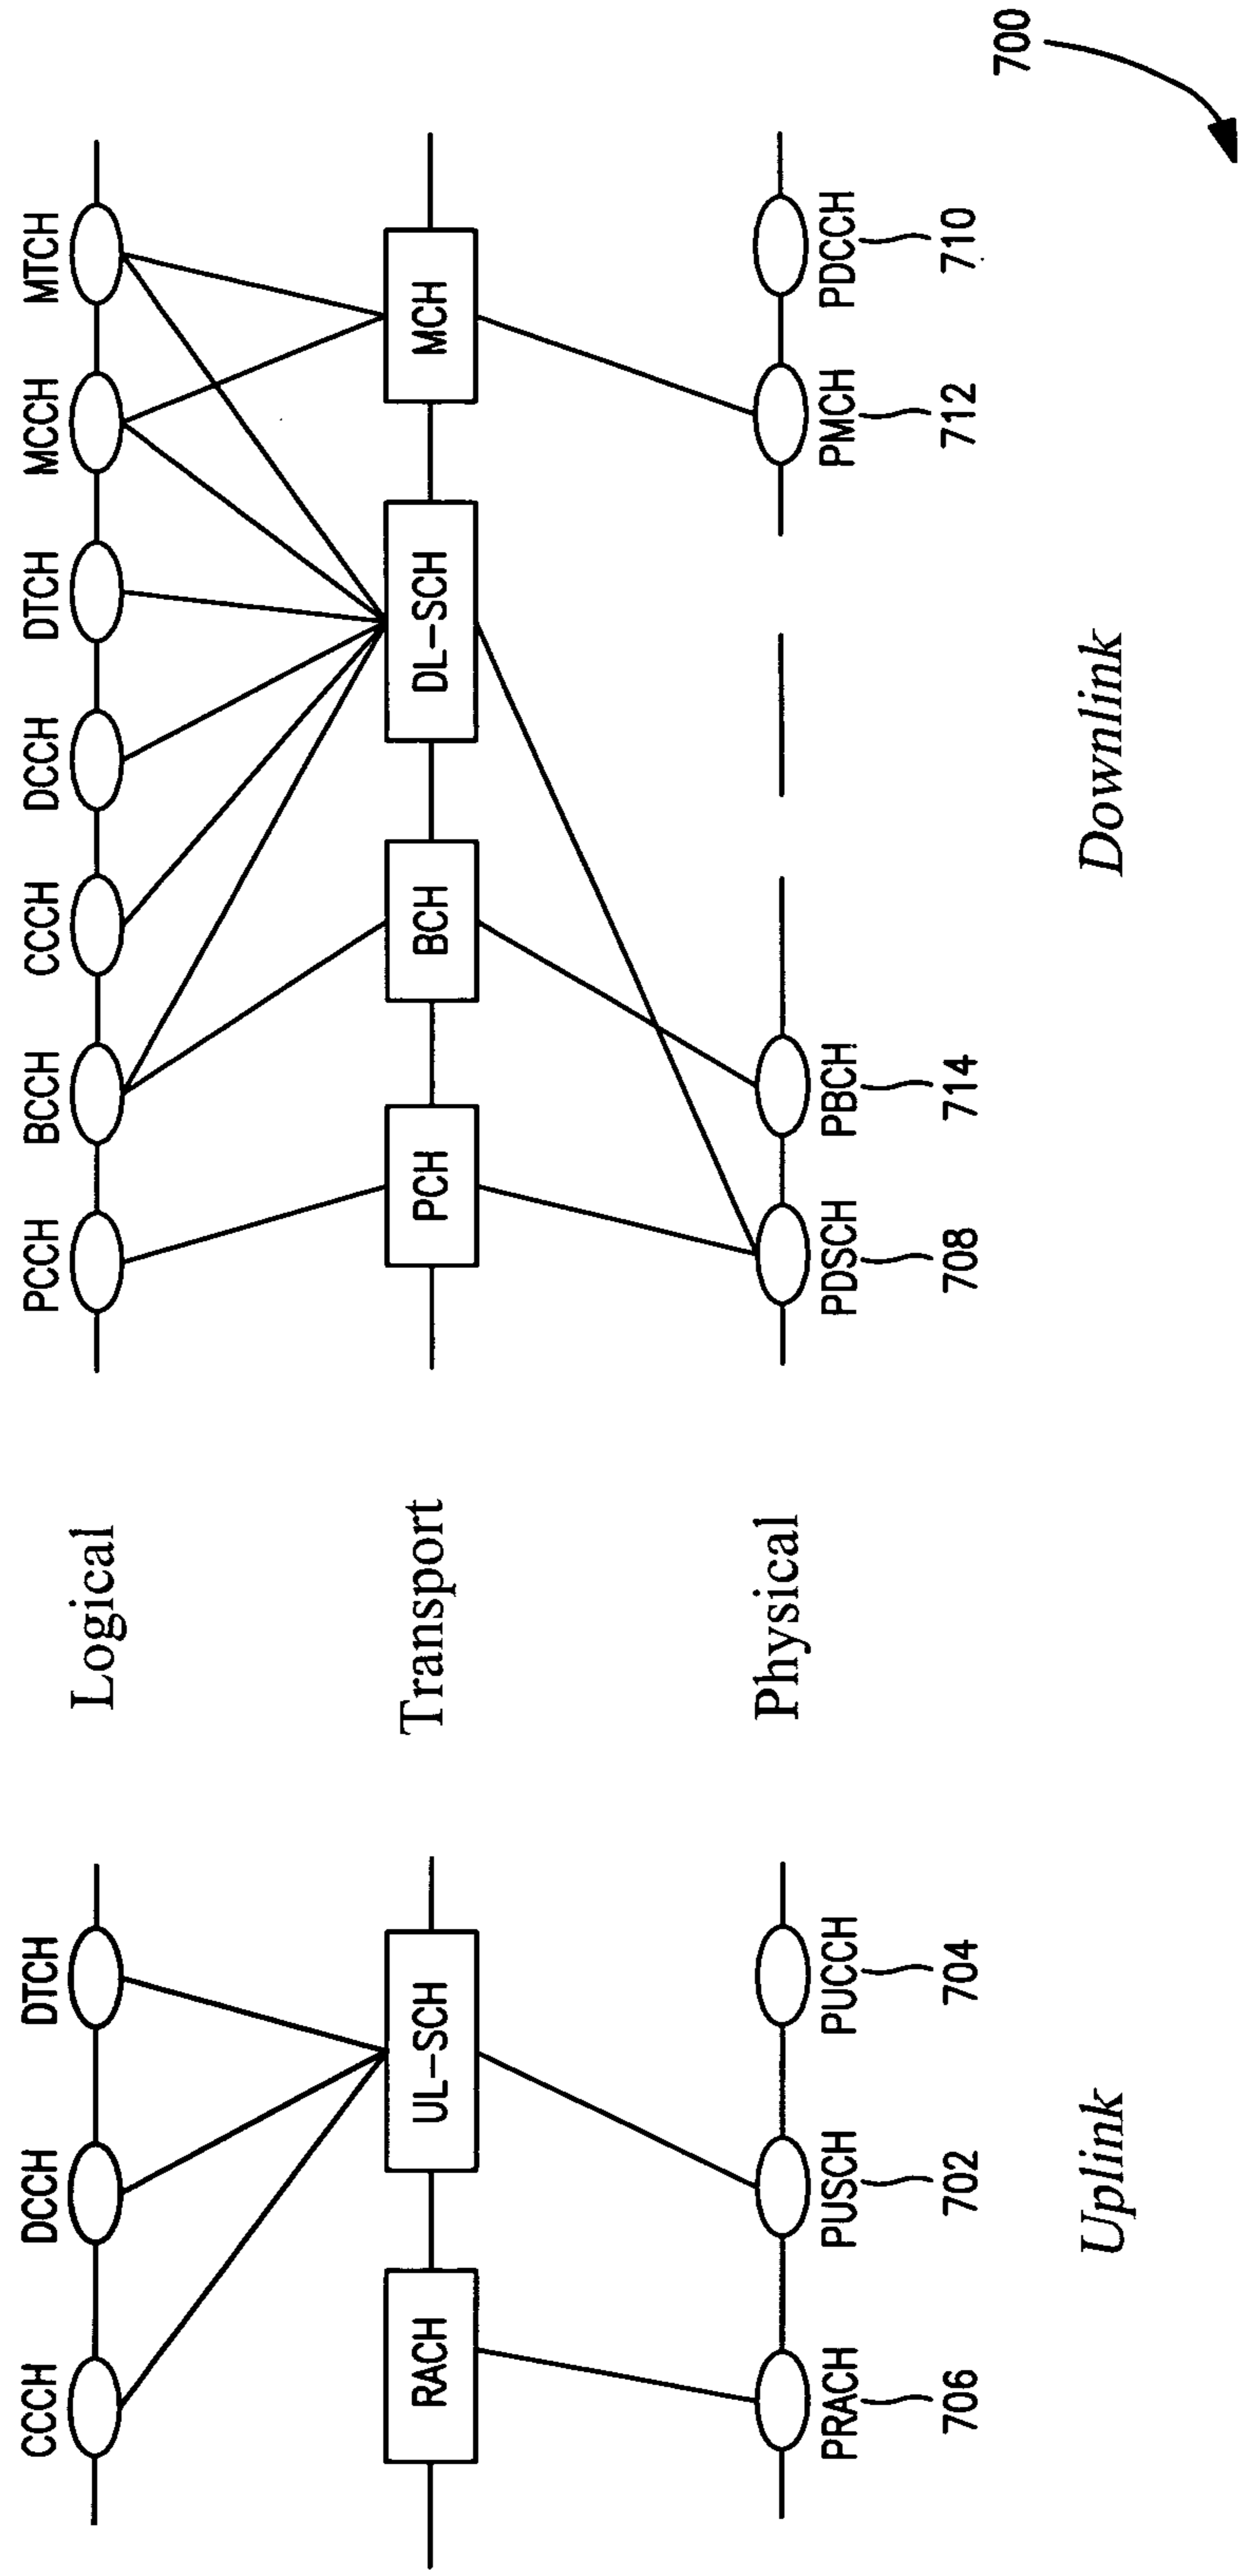 CCCH DCCH DTCH
Logical
PCCH BCCH CCCH DCCH DTCH MCCH MTCH
RACH UL-SCH
Transport
PCH BCH DL-SCH MCH
Physical
PRACH PUSCH PUCCH
706 702 704
PDSCH PBCH PMCH PDCCH
708 714 712 710
Uplink
Downlink
700